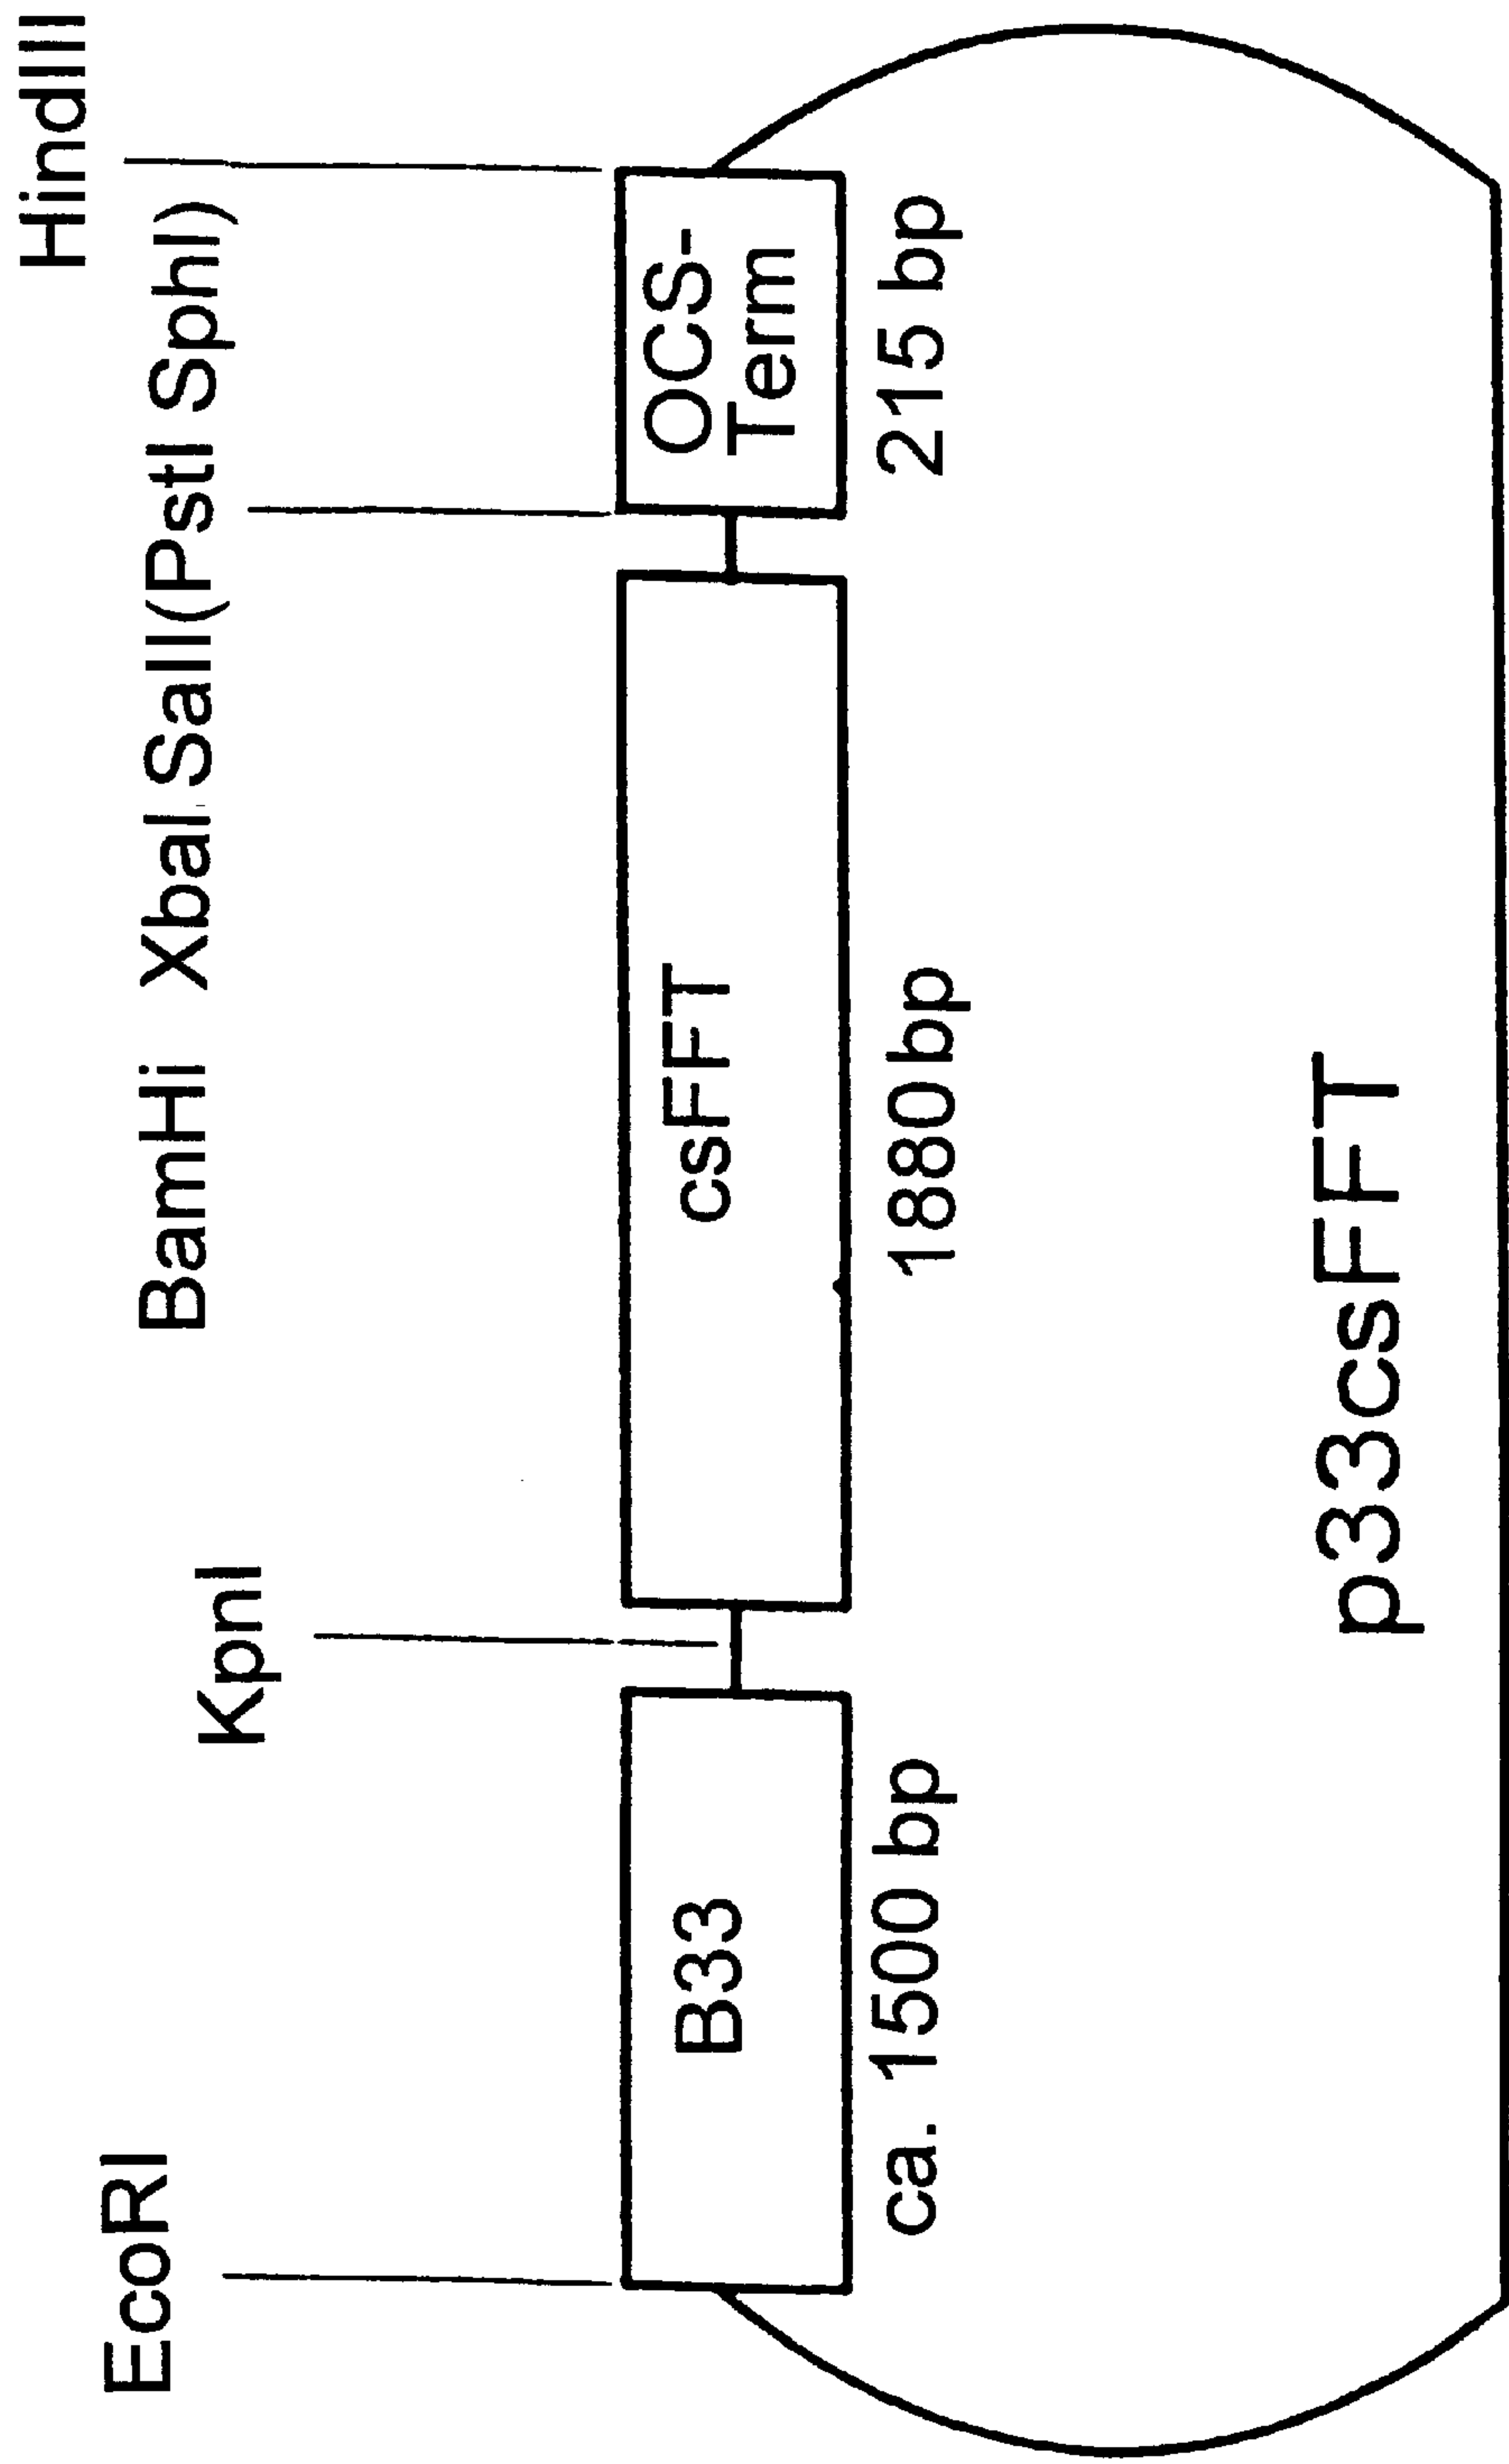 HindIII
BamHi XbaI SalI(PstI SphI)
KpnI
EcoRI
B33
csFFT
OCS-
Term
ca. 1500 bp
1880 bp
215 bp
p33csFFT